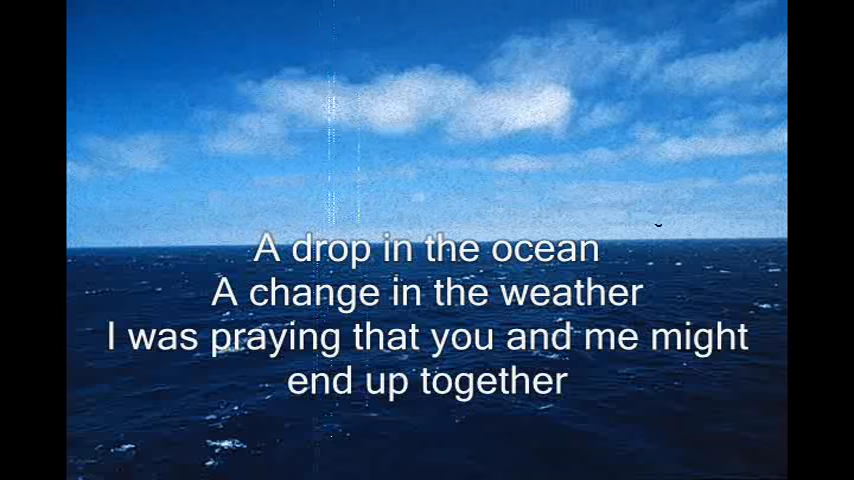 A drop in the ocean
A change in the weather
I was praying that you and me might
end up together